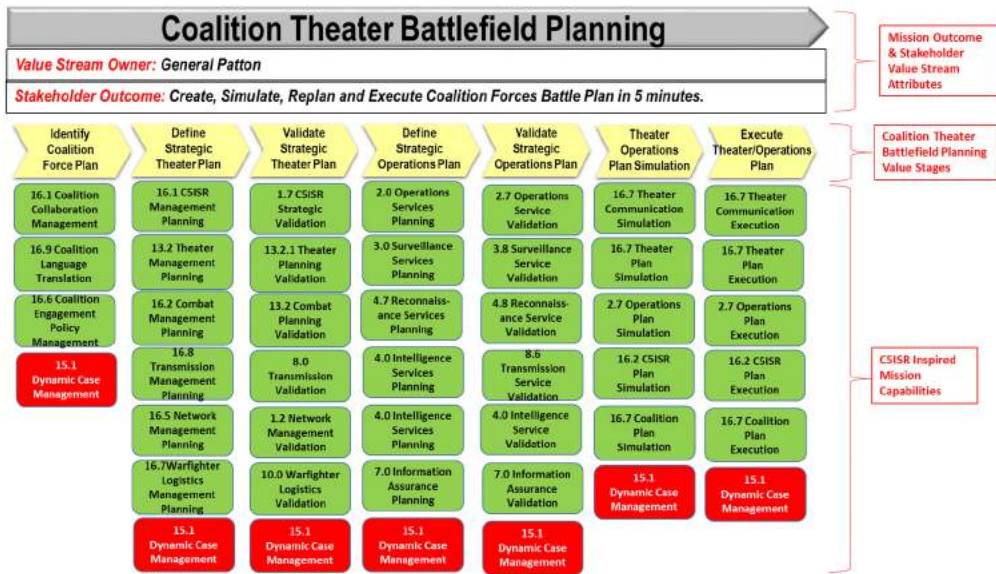 Coalition Theater Battlefield Planning
Value Stream Owner: General Patton
Stakeholder Outcome: Create, Simulate, Replan and Execute Coalition Forces Battle Plan in 5 minutes.
Mission Outcome
& Stakeholder
Value Stream
Attributes
Identify
Coalition
Force Plan
Define
Strategic
Theater Plan
Validate
Strategic
Theater Plan
Define
Strategic
Operations Plan
Validate
Strategic
Operations Plan
Theater
Operations
Plan Simulation
Execute
Theater/Operations
Plan
Coalition Theater
Battlefield Planning
Value Stages
16.1 Coalition
Collaboration
Management
16.9 Coalition
Language
Translation
16.6 Coalition
Engagement
Policy
Management
15.1
Dynamic Case
Management
16.1 C5ISR
Management
Planning
13.2 Theater
Management
Planning
16.2 Combat
Management
Planning
16.8
Transmission
Management
Planning
16.5 Network
Management
Planning
16.7Warfighter
Logistics
Management
Planning
15.1
Dynamic Case
Management
1.7 C5ISR
Strategic
Validation
13.2.1 Theater
Planning
Validation
13.2 Combat
Planning
Validation
8.0
Transmission
Validation
1.2 Network
Management
Validation
10.0 Warfighter
Logistics
Validation
15.1
Dynamic Case
Management
2.0 Operations
Services
Planning
3.0 Surveillance
Services
Planning
4.7 Reconnaiss-
ance Services
Planning
4.0 Intelligence
Services
Planning
4.0 Intelligence
Services
Planning
7.0 Information
Assurance
Planning
15.1
Dynamic Case
Management
2.7 Operations
Service
Validation
3.8 Surveillance
Service
Validation
4.8 Reconnaiss-
ance Service
Validation
8.6
Transmission
Service
Validation
4.0 Intelligence
Service
Validation
7.0 Information
Assurance
Validation
15.1
Dynamic Case
Management
16.7 Theater
Communication
Simulation
16.7 Theater
Plan
Simulation
2.7 Operations
Plan
Simulation
16.2 C5ISR
Plan
Simulation
16.7 Coalition
Plan
Simulation
15.1
Dynamic Case
Management
16.7 Theater
Communication
Execution
16.7 Theater
Plan
Execution
2.7 Operations
Plan
Execution
16.2 C5ISR
Plan
Execution
16.7 Coalition
Plan
Execution
15.1
Dynamic Case
Management
C5ISR Inspired
Mission
Capabilities